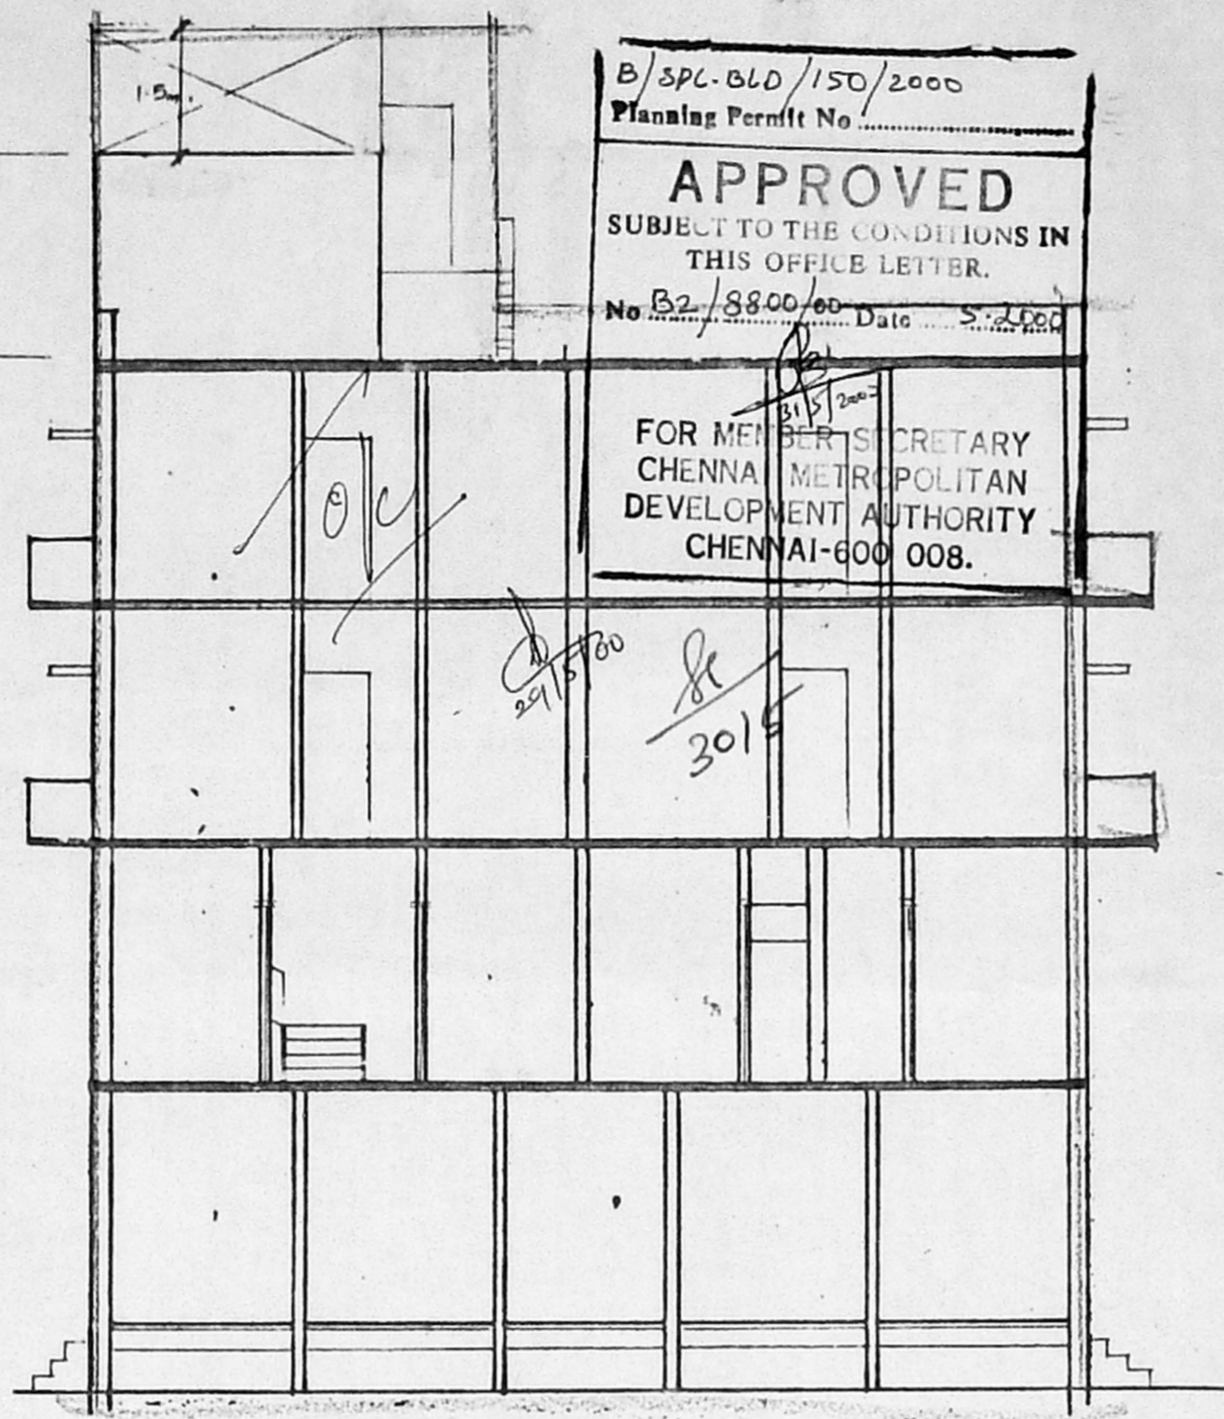 B/SPL.BLD/150/2000
Planning Permit No
1.5m.
APPROVED
SUBJECT TO THE CONDITIONS IN
THIS OFFICE LETTER.
No B2/8800/00 Date 5.2000
31/5/2000
FOR MEMBER SECRETARY
CHENNAI METROPOLITAN
DEVELOPMENT AUTHORITY
CHENNAI-600 008.
O/C
29/5/00
30/5